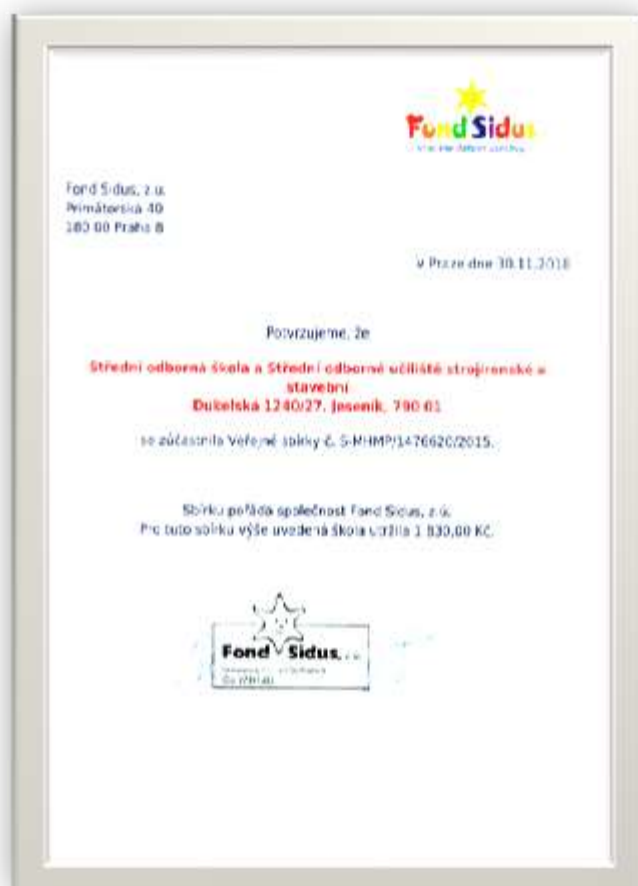 Fond Sidus
Fond Sidus, z.ú.
Primátorská 40
180 00 Praha 8
V Praze dne 30.11.2018
Potvrzujeme, že
Střední odborná škola a Střední odborné učiliště strojírenské a
stavební
Dukelská 1240/27, Jeseník, 790 01
se zúčastnila Veřejné sbírky č. S-MHMP/1476620/2015.
Sbírku pořádá společnost Fond Sidus, z.ú.
Pro tuto sbírku výše uvedená škola utržila 1 830,00 Kč.
Fond Sidus